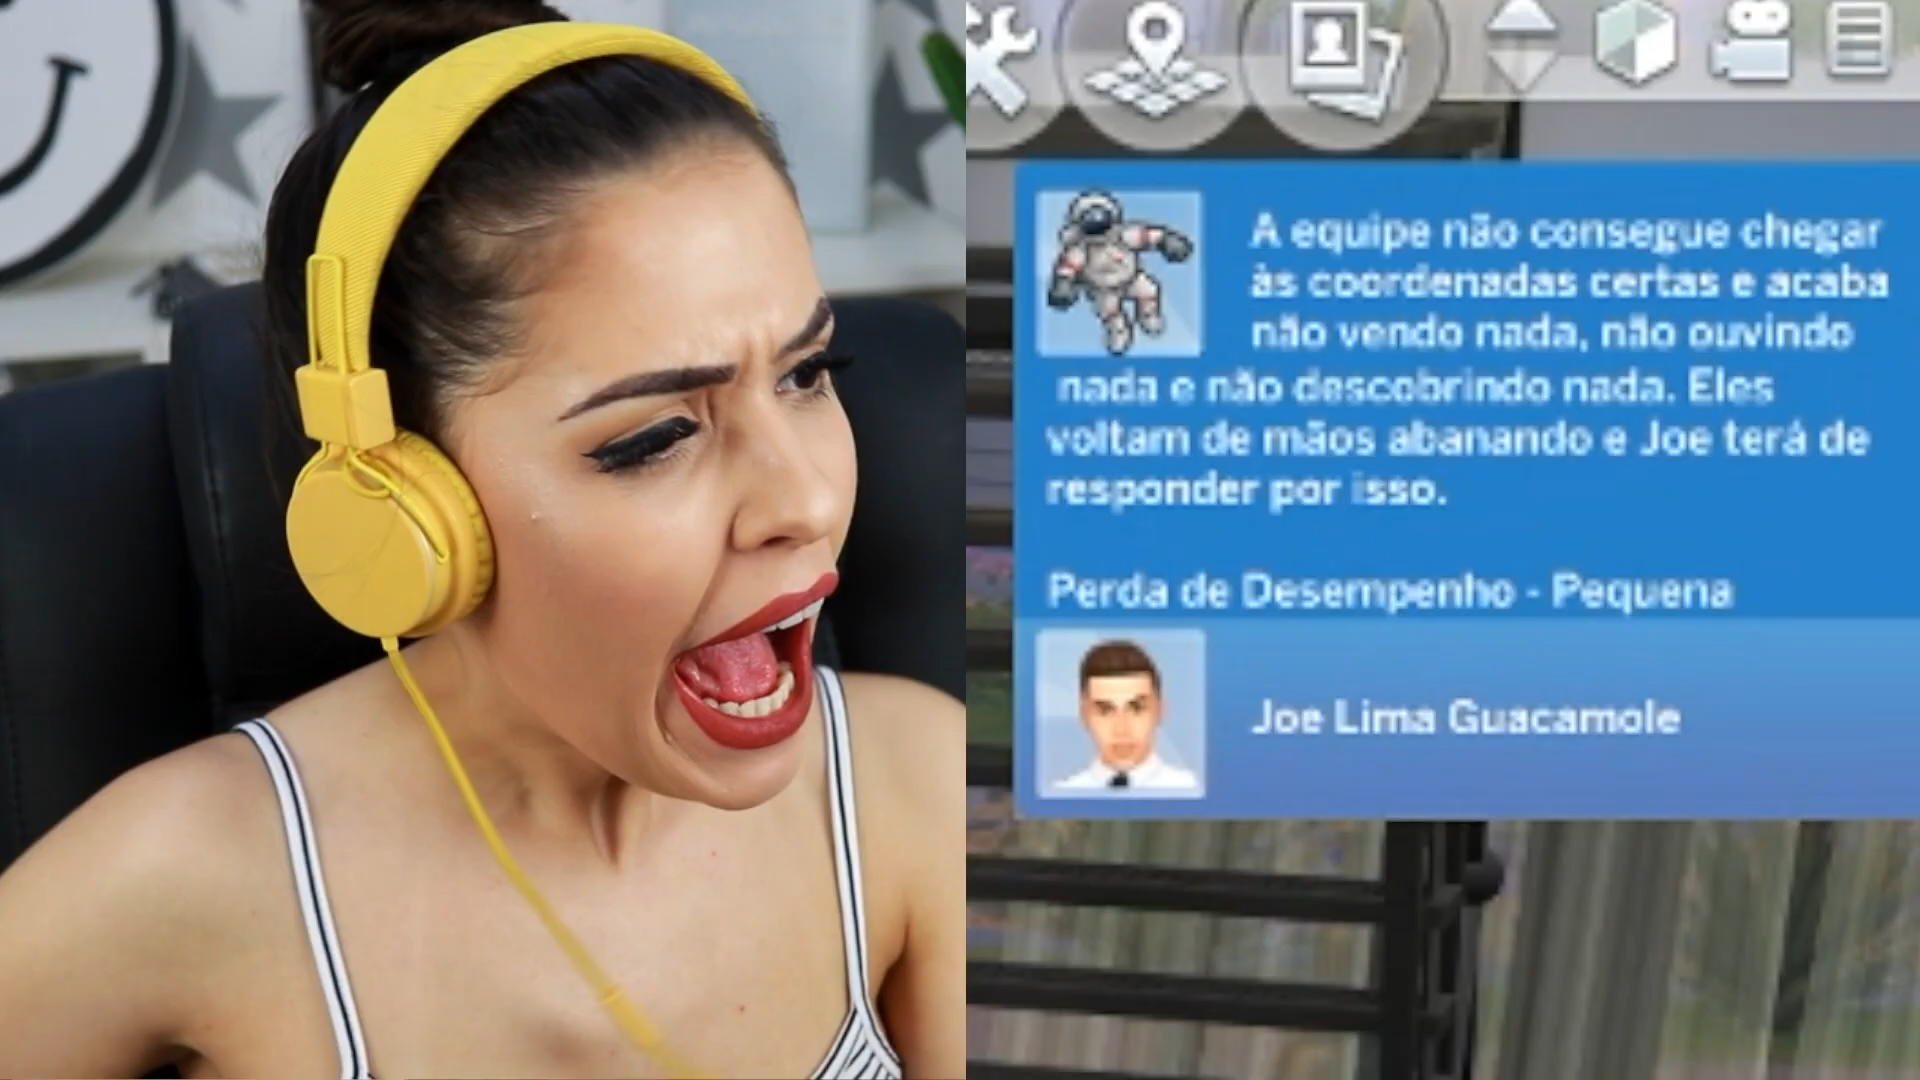 A equipe não consegue chegar
às coordenadas certas e acaba
não vendo nada, não ouvindo
nada e não descobrindo nada. Eles
voltam de mãos abanando e Joe terá de
responder por isso.
Perda de Desempenho - Pequena
Joe Lima Guacamole